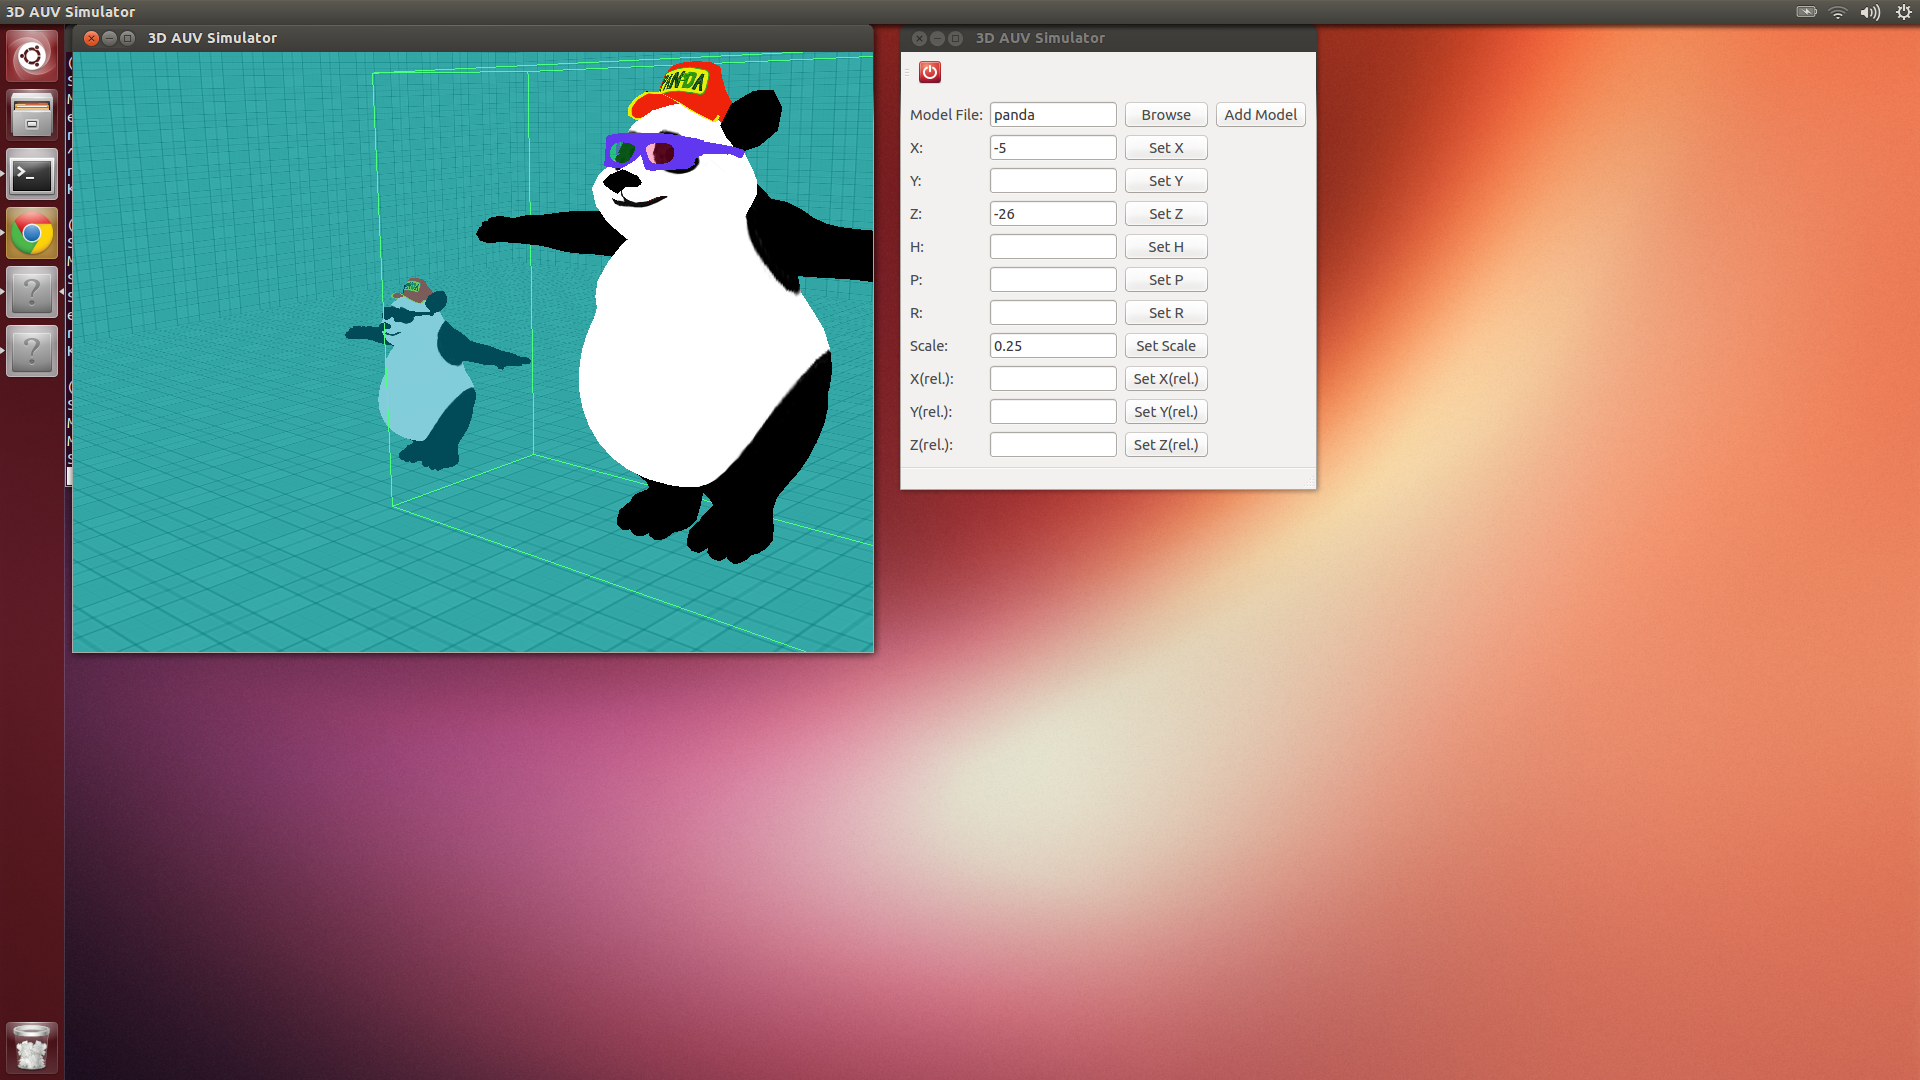 3D AUV Simulator
3D AUV Simulator
PANDA
3D AUV Simulator
Model File: panda Browse Add Model
X: -5 Set X
Y: Set Y
Z: -26 Set Z
H: Set H
P: Set P
R: Set R
Scale: 0.25 Set Scale
X(rel.): Set X(rel.)
Y(rel.): Set Y(rel.)
Z(rel.): Set Z(rel.)